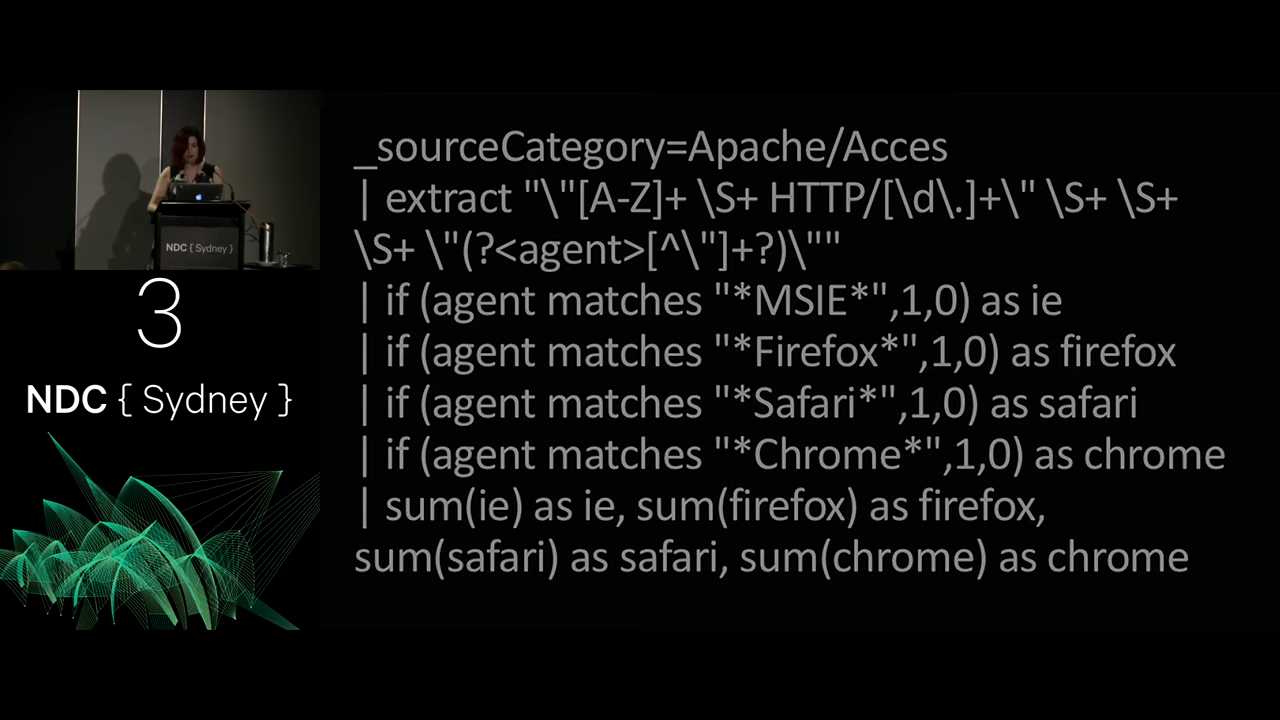 NDC { Sydney }
3
NDC { Sydney }
_sourceCategory=Apache/Acces
| extract "\"[A-Z]+ \S+ HTTP/[\d\.]+\" \S+ \S+
\S+ \"(?<agent>[^\"]+?)\""
| if (agent matches "*MSIE*",1,0) as ie
| if (agent matches "*Firefox*",1,0) as firefox
| if (agent matches "*Safari*",1,0) as safari
| if (agent matches "*Chrome*",1,0) as chrome
| sum(ie) as ie, sum(firefox) as firefox,
sum(safari) as safari, sum(chrome) as chrome